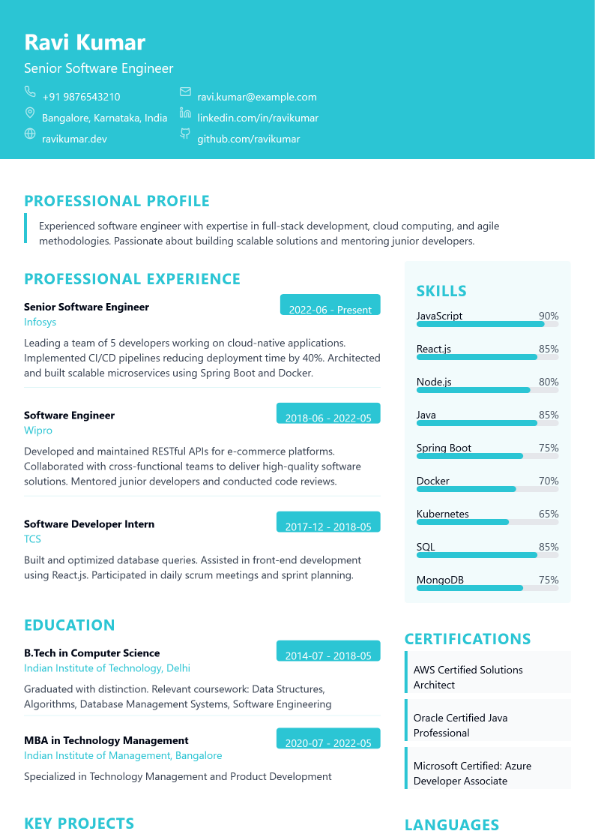 Ravi Kumar
Senior Software Engineer
+91 9876543210
ravi.kumar@example.com
Bangalore, Karnataka, India
linkedin.com/in/ravikumar
ravikumar.dev
github.com/ravikumar
PROFESSIONAL PROFILE
Experienced software engineer with expertise in full-stack development, cloud computing, and agile
methodologies. Passionate about building scalable solutions and mentoring junior developers.
PROFESSIONAL EXPERIENCE
Senior Software Engineer
2022-06 - Present
Infosys
Leading a team of 5 developers working on cloud-native applications.
Implemented CI/CD pipelines reducing deployment time by 40%. Architected
and built scalable microservices using Spring Boot and Docker.
Software Engineer
2018-06 - 2022-05
Wipro
Developed and maintained RESTful APIs for e-commerce platforms.
Collaborated with cross-functional teams to deliver high-quality software
solutions. Mentored junior developers and conducted code reviews.
Software Developer Intern
2017-12 - 2018-05
TCS
Built and optimized database queries. Assisted in front-end development
using React.js. Participated in daily scrum meetings and sprint planning.
EDUCATION
B.Tech in Computer Science
2014-07 - 2018-05
Indian Institute of Technology, Delhi
Graduated with distinction. Relevant coursework: Data Structures,
Algorithms, Database Management Systems, Software Engineering
MBA in Technology Management
2020-07 - 2022-05
Indian Institute of Management, Bangalore
Specialized in Technology Management and Product Development
KEY PROJECTS
SKILLS
JavaScript 90%
React.js 85%
Node.js 80%
Java 85%
Spring Boot 75%
Docker 70%
Kubernetes 65%
SQL 85%
MongoDB 75%
CERTIFICATIONS
AWS Certified Solutions
Architect
Oracle Certified Java
Professional
Microsoft Certified: Azure
Developer Associate
LANGUAGES